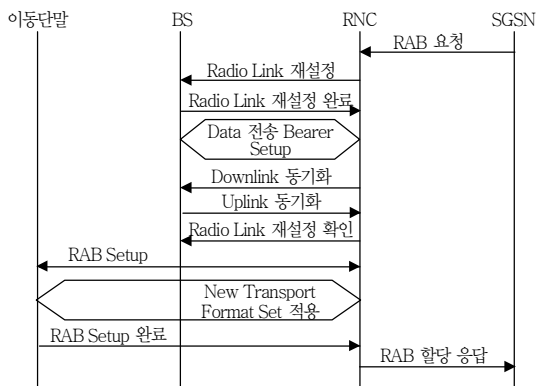 이동단말 BS RNC SGSN
RAB 요청
Radio Link 재설정
Radio Link 재설정 완료
Data 전송 Bearer
Setup
Downlink 동기화
Uplink 동기화
Radio Link 재설정 확인
RAB Setup
New Transport
Format Set 적용
RAB Setup 완료
RAB 할당 응답